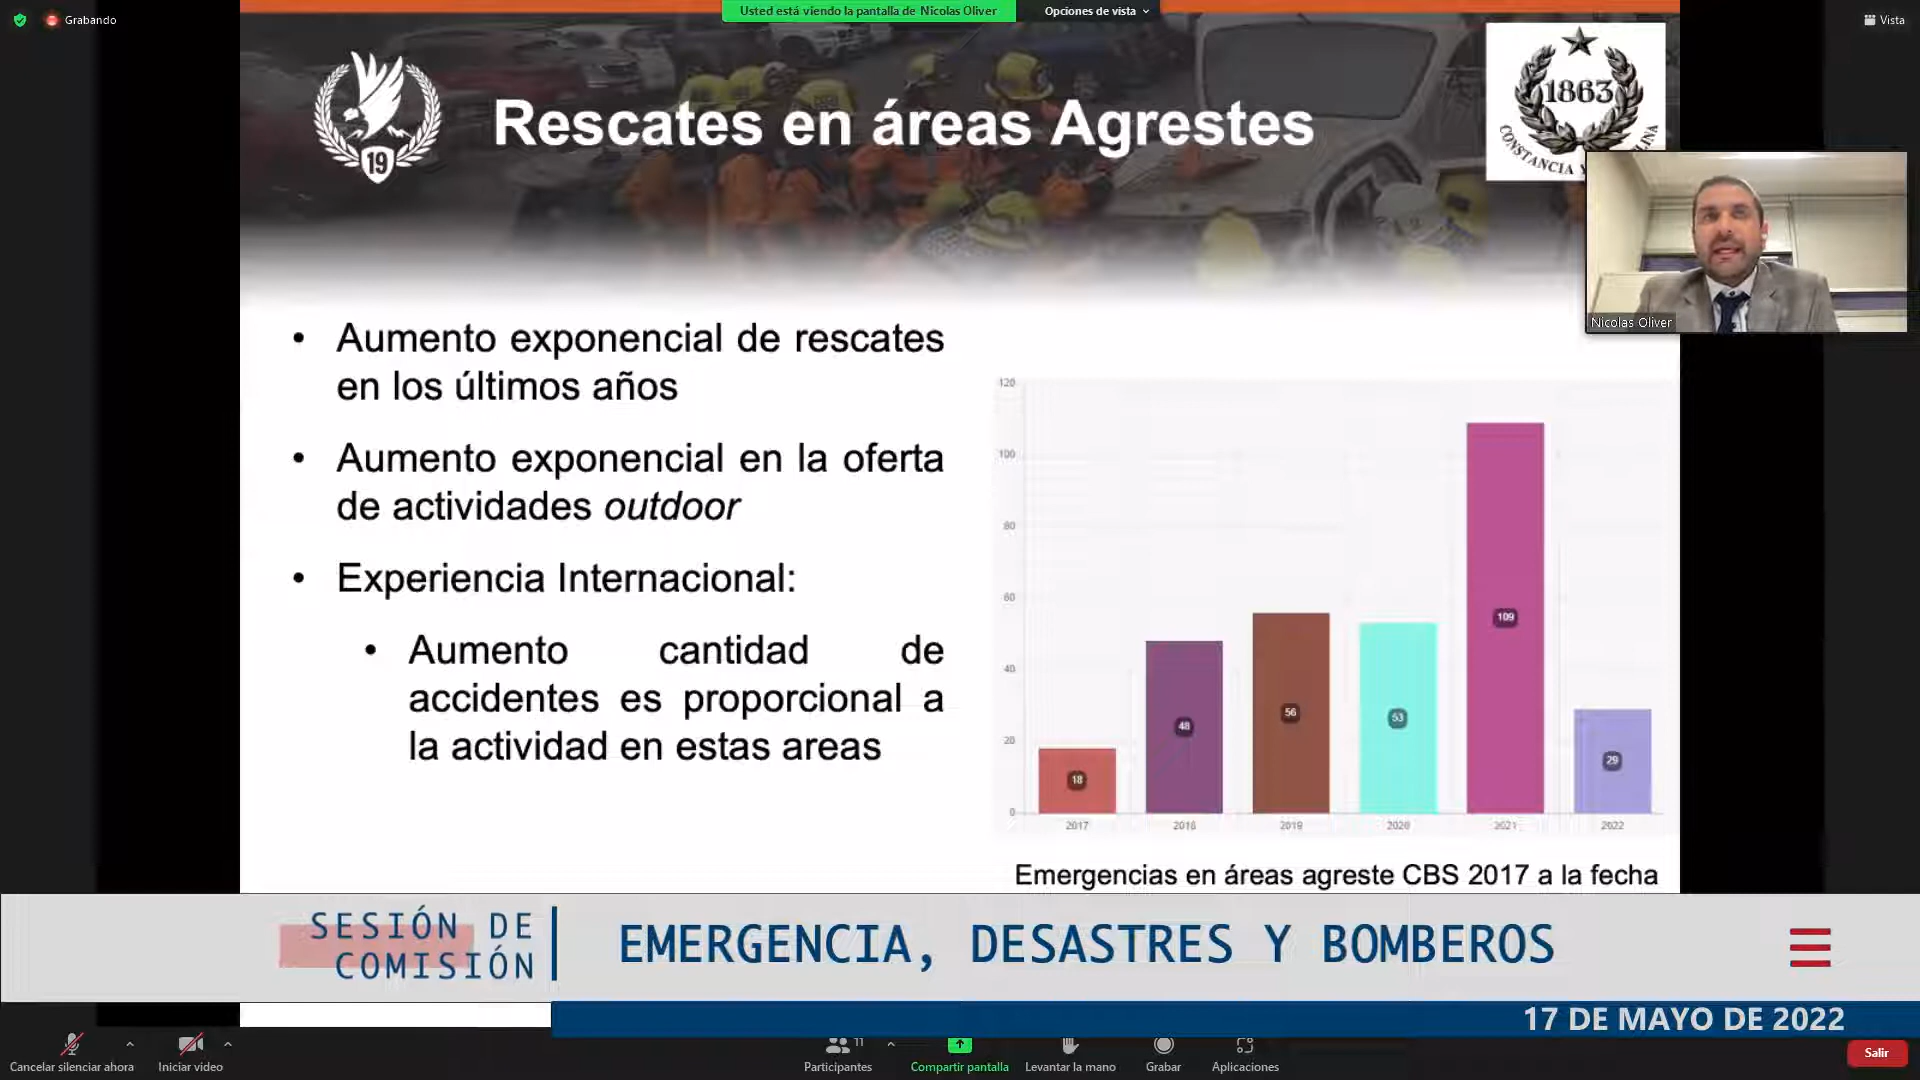 Grabando
Usted está viendo la pantalla de Nicolas Oliver
Opciones de vista
Vista
19
Rescates en áreas Agrestes
1863
CONSTANCIA Y
Nicolas Oliver
• Aumento exponencial de rescates
en los últimos años
• Aumento exponencial en la oferta
de actividades outdoor
• Experiencia Internacional:
• Aumento cantidad de
accidentes es proporcional a
la actividad en estas areas
120
100
80
60
40
20
0
18
48
56
53
109
29
2017
2018
2019
2020
2021
2022
Emergencias en áreas agreste CBS 2017 a la fecha
SESIÓN DE
COMISIÓN
EMERGENCIA, DESASTRES Y BOMBEROS
17 DE MAYO DE 2022
Cancelar silenciar ahora
Iniciar video
11
Participantes
Compartir pantalla
Levantar la mano
Grabar
Aplicaciones
Salir